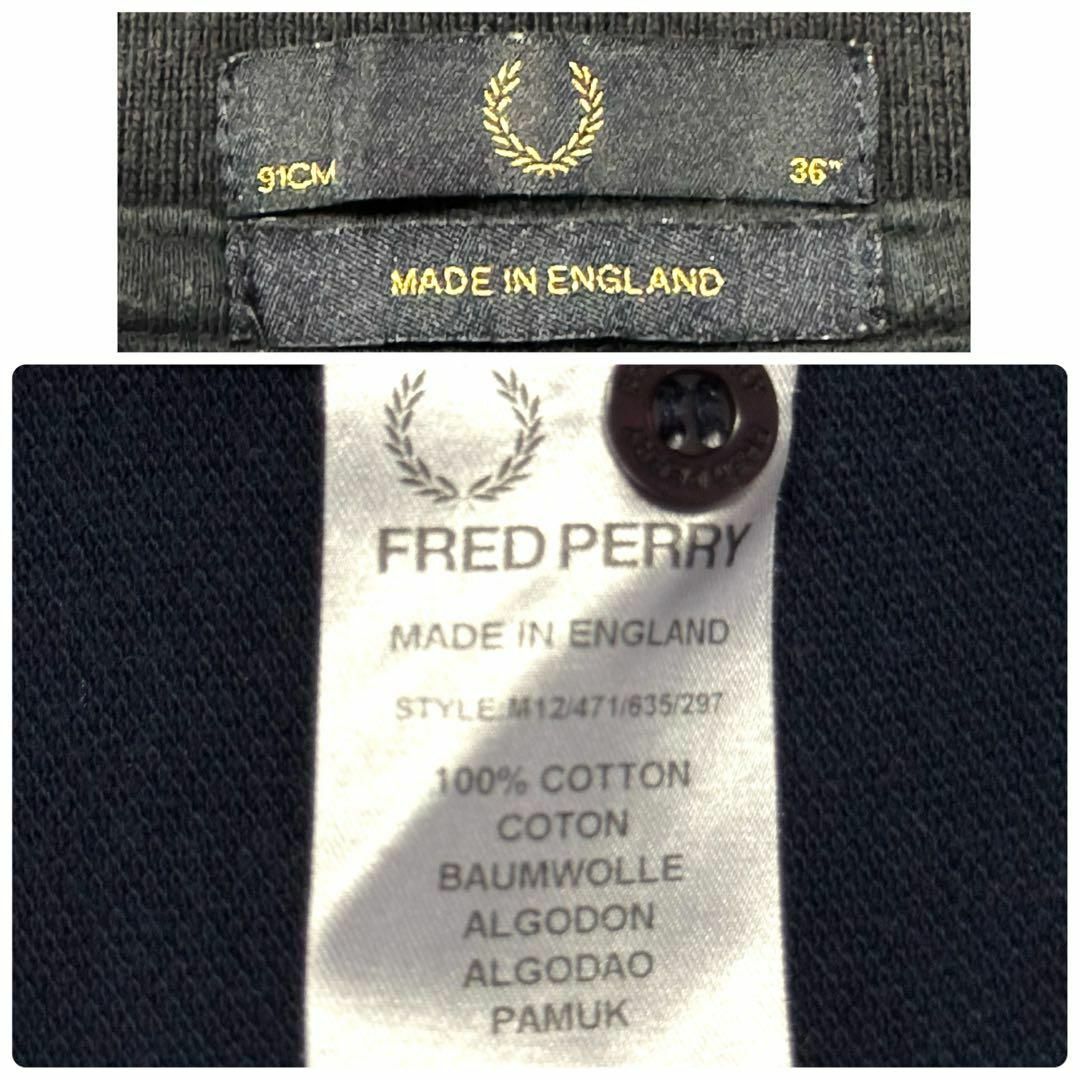 91CM 36"
MADE IN ENGLAND
FRED PERRY
MADE IN ENGLAND
STYLE:M12/471/635/297
100% COTTON
COTON
BAUMWOLLE
ALGODON
ALGODAO
PAMUK